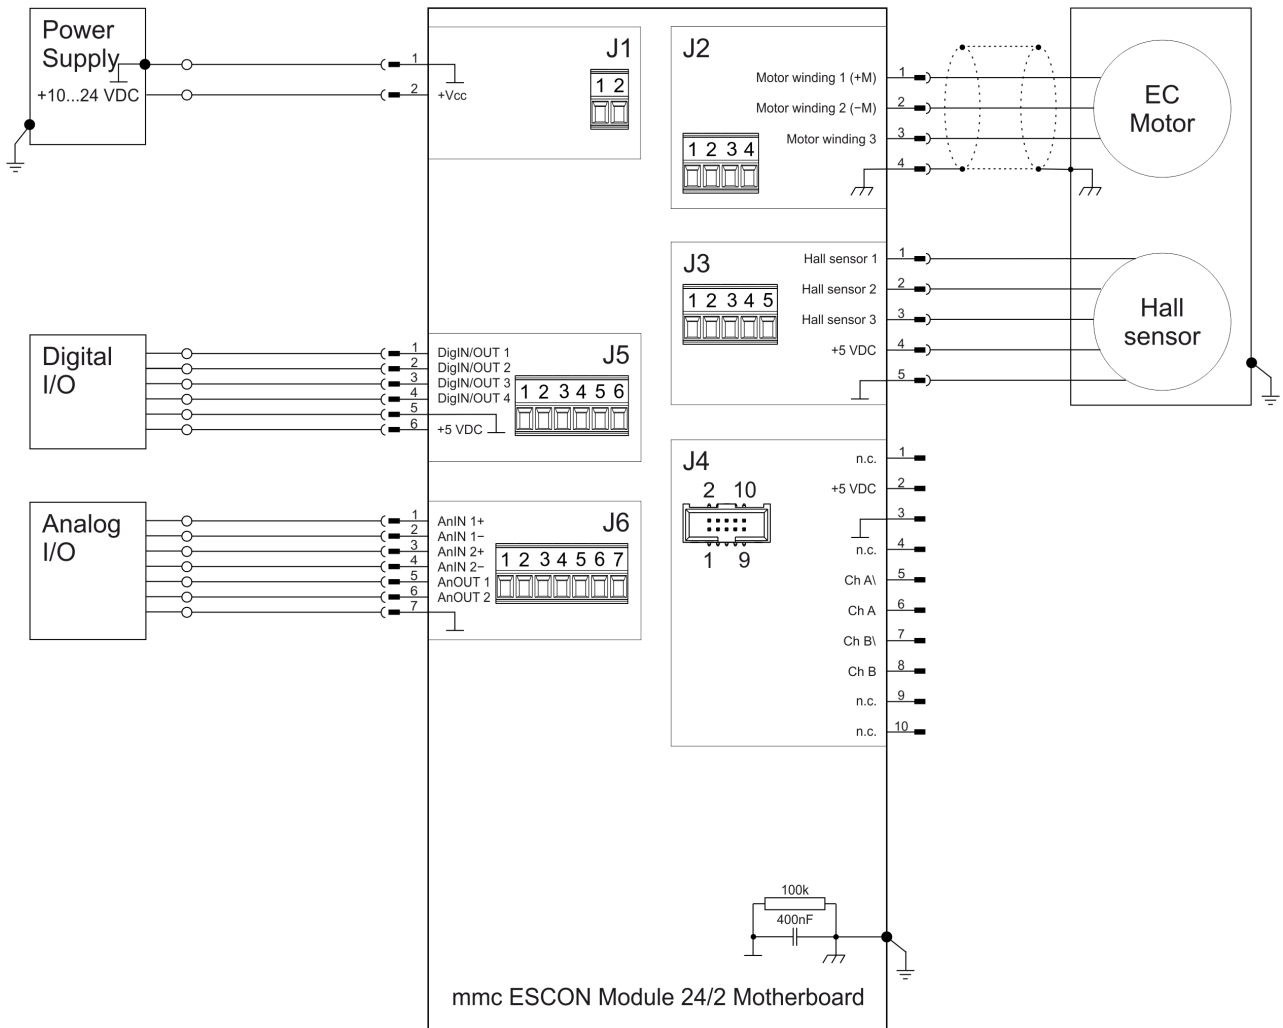 Power
Supply
+10...24 VDC
1
2
+Vcc
J1
1 2
J2
Motor winding 1 (+M)
Motor winding 2 (−M)
Motor winding 3
1 2 3 4
1
2
3
4
EC
Motor
J3
Hall sensor 1
Hall sensor 2
Hall sensor 3
+5 VDC
1 2 3 4 5
1
2
3
4
5
Hall
sensor
Digital
I/O
1
2
3
4
5
6
DigIN/OUT 1
DigIN/OUT 2
DigIN/OUT 3
DigIN/OUT 4
+5 VDC
J5
1 2 3 4 5 6
J4
2 10
1 9
n.c.
+5 VDC
n.c.
Ch A\
Ch A
Ch B\
Ch B
n.c.
n.c.
1
2
3
4
5
6
7
8
9
10
Analog
I/O
1
2
3
4
5
6
7
AnIN 1+
AnIN 1−
AnIN 2+
AnIN 2−
AnOUT 1
AnOUT 2
J6
1 2 3 4 5 6 7
100k
400nF
mmc ESCON Module 24/2 Motherboard